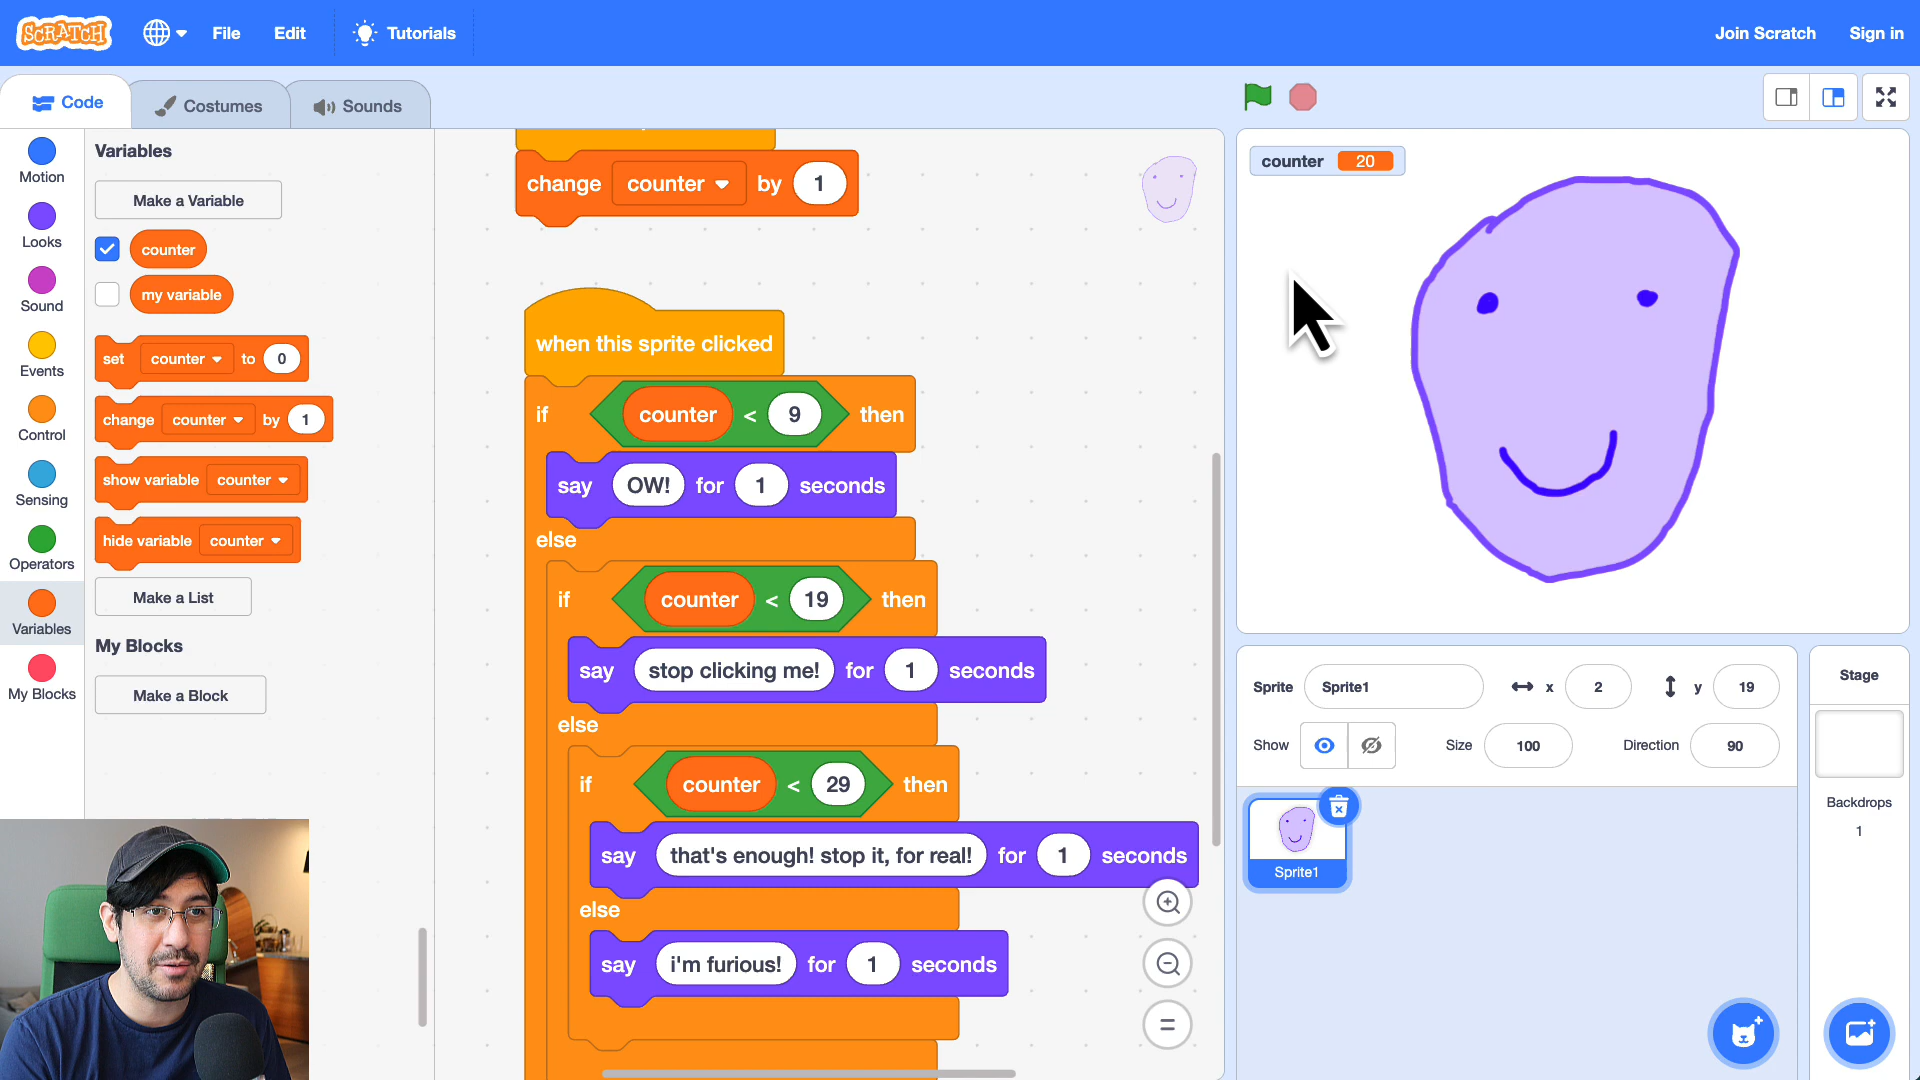 SCRATCH File Edit Tutorials Join Scratch Sign in
Code Costumes Sounds
Motion
Looks
Sound
Events
Control
Sensing
Operators
Variables
My Blocks
Variables
Make a Variable
counter
my variable
set counter to 0
change counter by 1
show variable counter
hide variable counter
Make a List
My Blocks
Make a Block
change counter by 1
when this sprite clicked
if counter < 9 then
say OW! for 1 seconds
else
if counter < 19 then
say stop clicking me! for 1 seconds
else
if counter < 29 then
say that's enough! stop it, for real! for 1 seconds
else
say i'm furious! for 1 seconds
counter 20
Sprite Sprite1 x 2 y 19
Show Size 100 Direction 90
Sprite1
Stage
Backdrops
1